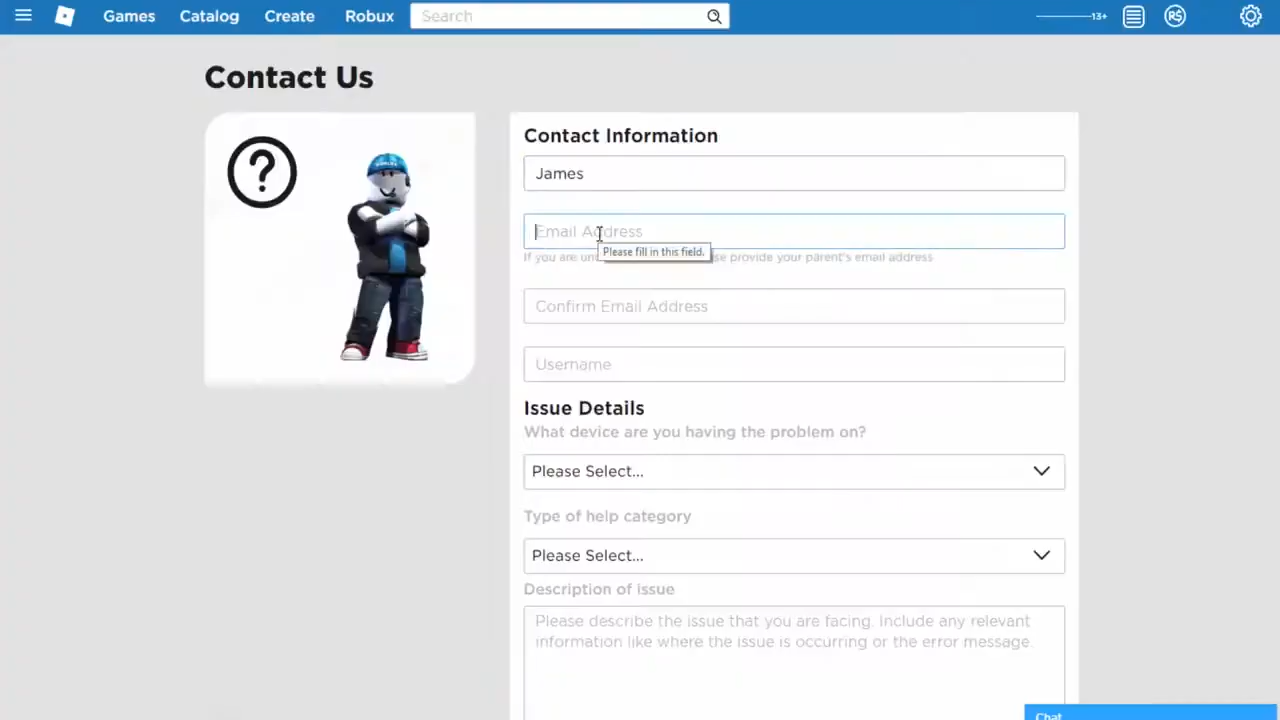 Games Catalog Create Robux Search 13+ R$
Contact Us
Contact Information
James
Email Address
Please fill in this field.
If you are un se provide your parent's email address
Confirm Email Address
Username
Issue Details
What device are you having the problem on?
Please Select...
Type of help category
Please Select...
Description of issue
Please describe the issue that you are facing. Include any relevant
information like where the issue is occurring or the error message.
Chat